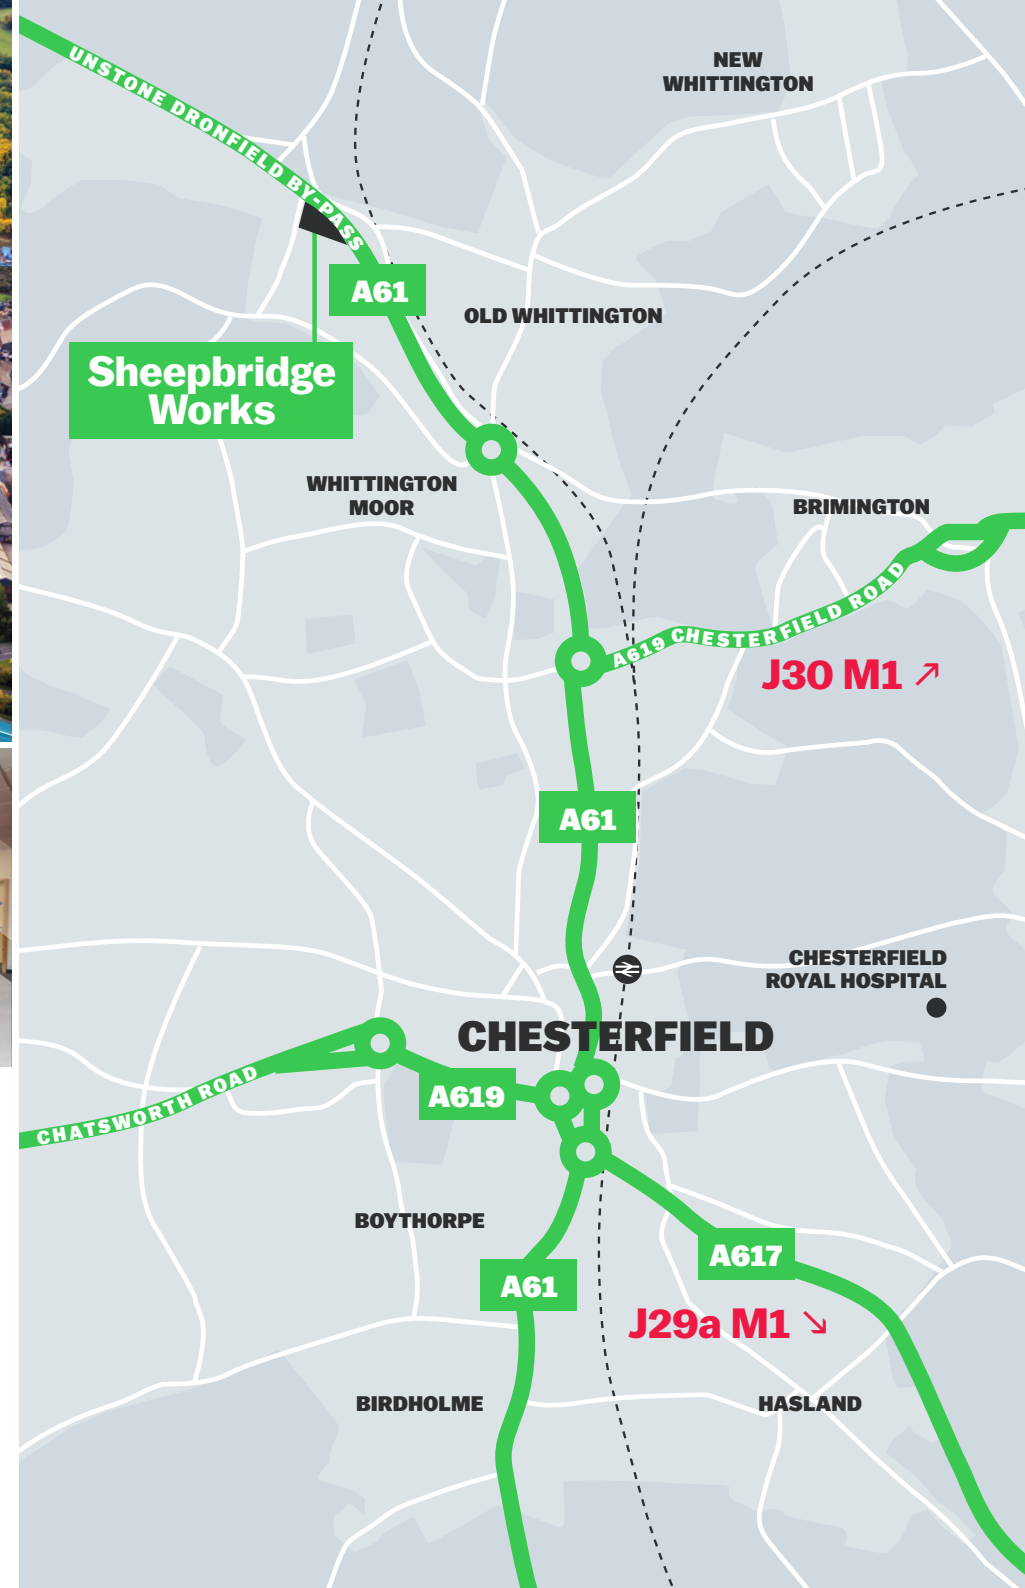 NEW
WHITTINGTON
UNSTONE DRONFIELD BY-PASS
A61
OLD WHITTINGTON
Sheepbridge
Works
WHITTINGTON
MOOR
BRIMINGTON
A619 CHESTERFIELD ROAD
J30 M1 ↗
A61
CHESTERFIELD
ROYAL HOSPITAL
CHESTERFIELD
CHATSWORTH ROAD
A619
BOYTHORPE
A617
A61
J29a M1 ↘
BIRDHOLME
HASLAND